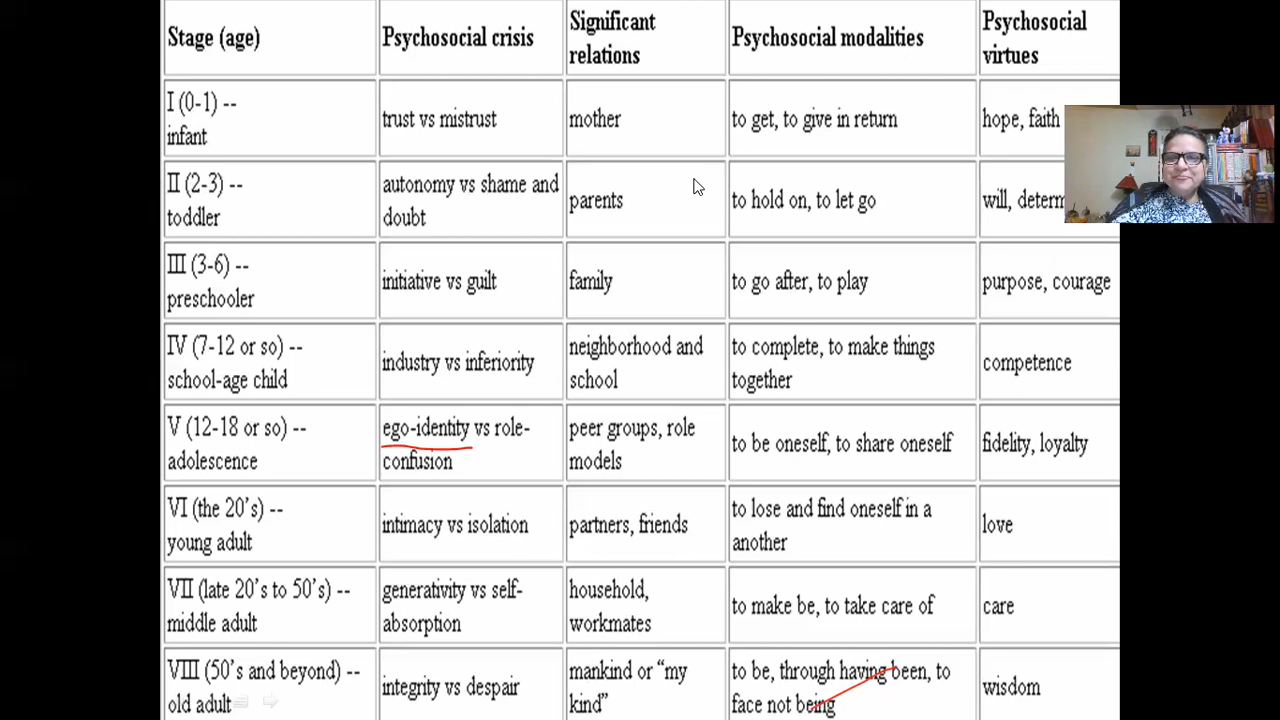 Stage (age)
Psychosocial crisis
Significant
relations
Psychosocial modalities
Psychosocial
virtues
I (0-1) --
infant
trust vs mistrust
mother
to get, to give in return
hope, faith
II (2-3) --
toddler
autonomy vs shame and
doubt
parents
to hold on, to let go
will,
III (3-6) --
preschooler
initiative vs guilt
family
to go after, to play
purpose, courage
IV (7-12 or so) --
school-age child
industry vs inferiority
neighborhood and
school
to complete, to make things
together
competence
V (12-18 or so) --
adolescence
ego-identity vs role-
confusion
peer groups, role
models
to be oneself, to share oneself
fidelity, loyalty
VI (the 20’s) --
young adult
intimacy vs isolation
partners, friends
to lose and find oneself in a
another
love
VII (late 20’s to 50’s) --
middle adult
generativity vs self-
absorption
household,
workmates
to make be, to take care of
care
VIII (50’s and beyond) --
old adult
integrity vs despair
mankind or “my
kind”
to be, through having been, to
face not being
wisdom